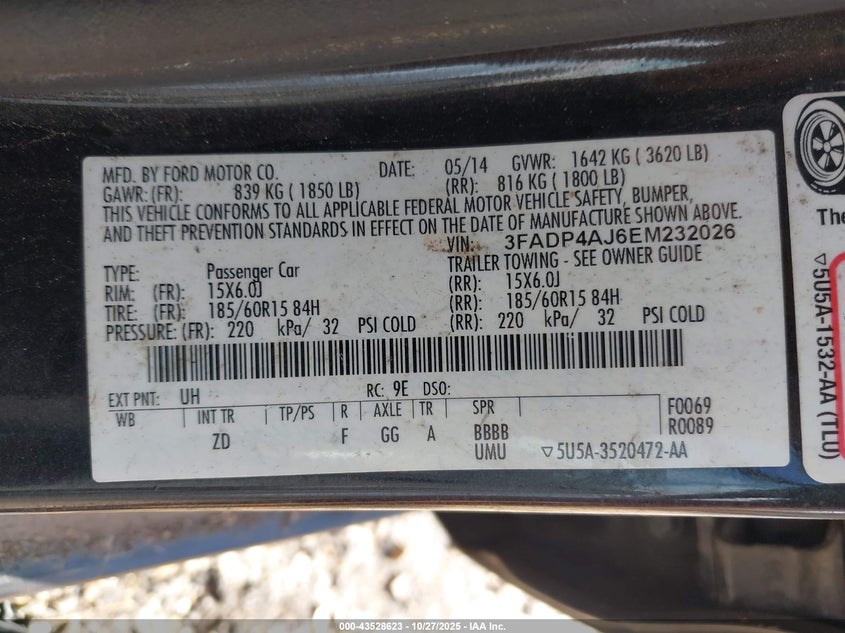 MFD. BY FORD MOTOR CO. DATE: 05/14 GVWR: 1642 KG ( 3620 LB)
GAWR: (FR): 839 KG ( 1850 LB) (RR): 816 KG ( 1800 LB)
THIS VEHICLE CONFORMS TO ALL APPLICABLE FEDERAL MOTOR VEHICLE SAFETY, BUMPER,
AND THEFT PREVENTION STANDARDS IN EFFECT ON THE DATE OF MANUFACTURE SHOWN ABOVE.
VIN: 3FADP4AJ6EM232026
TYPE: Passenger Car TRAILER TOWING - SEE OWNER GUIDE
RIM: (FR): 15X6.0J (RR): 15X6.0J
TIRE: (FR): 185/60R15 84H (RR): 185/60R15 84H
PRESSURE: (FR): 220 kPa/ 32 PSI COLD (RR): 220 kPa/ 32 PSI COLD
EXT PNT: UH RC: 9E DSO:
WB INT TR TP/PS R AXLE TR SPR F0069
ZD F GG A BBBB R0089
UMU ▽5U5A-3520472-AA
The
▽5U5A-1532-AA (TLU)
000-43528623 | 10/27/2025 | IAA Inc.